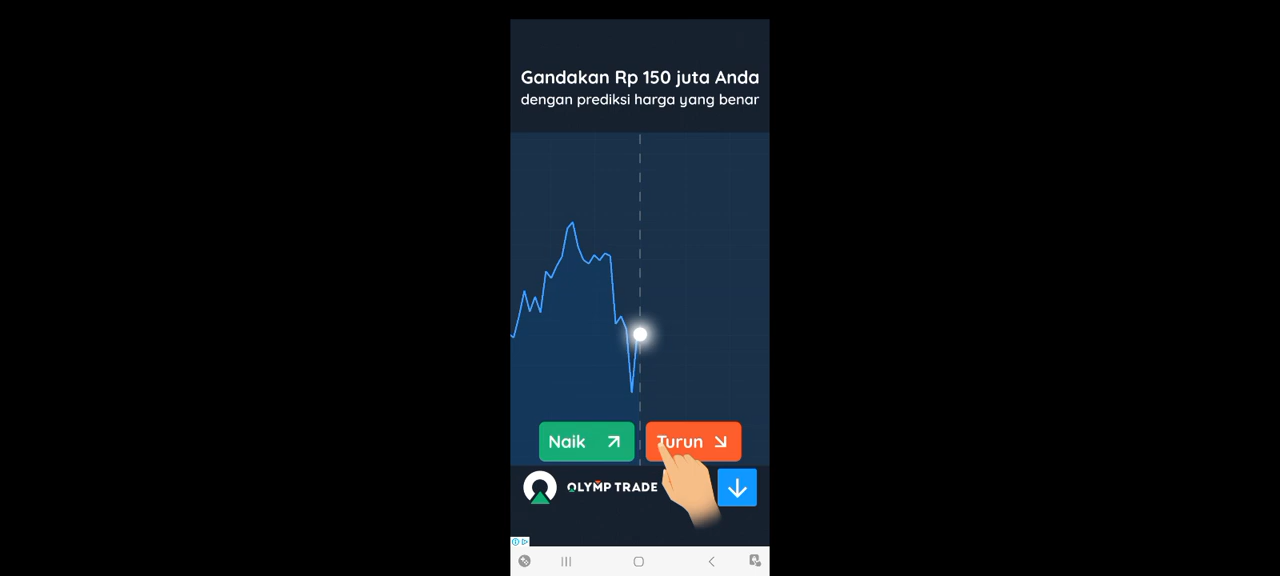 Gandakan Rp 150 juta Anda
dengan prediksi harga yang benar
Naik
Turun
OLYMP TRADE